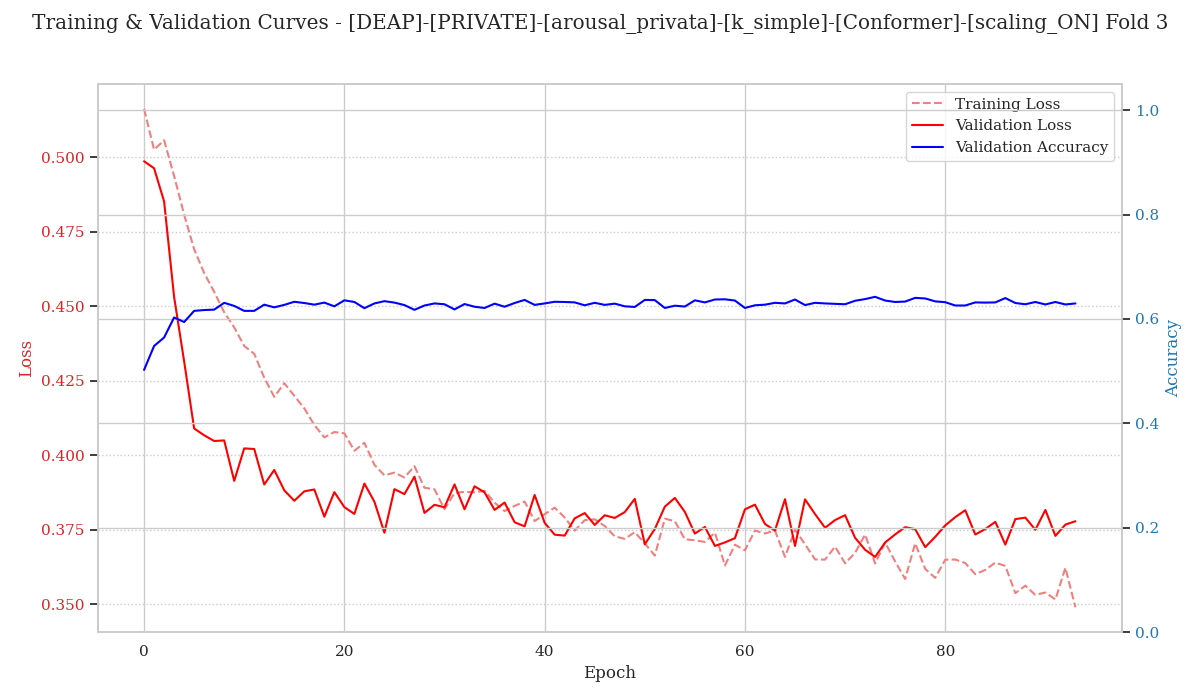 Training & Validation Curves - [DEAP]-[PRIVATE]-[arousal_privata]-[k_simple]-[Conformer]-[scaling_ON] Fold 3
Training Loss
Validation Loss
Validation Accuracy
Loss
0.500
0.475
0.450
0.425
0.400
0.375
0.350
1.0
0.8
0.6
0.4
0.2
0.0
Accuracy
0
20
40
60
80
Epoch